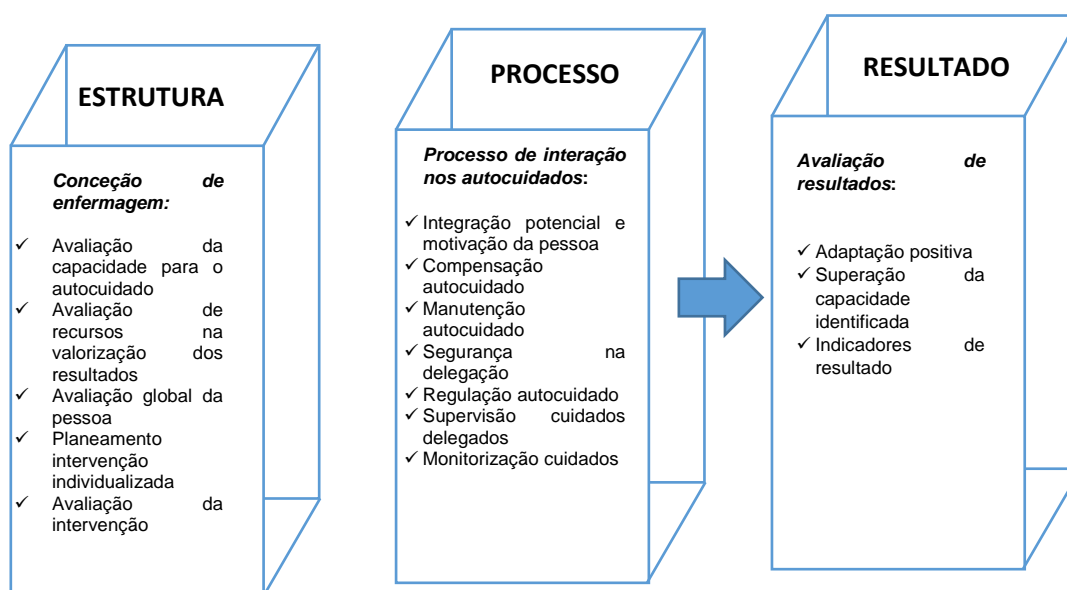 ESTRUTURA
Conceção de
enfermagem:
✓ Avaliação da
capacidade para o
autocuidado
✓ Avaliação de
recursos na
valorização dos
resultados
✓ Avaliação global da
pessoa
✓ Planeamento
intervenção
individualizada
✓ Avaliação da
intervenção
PROCESSO
Processo de interação
nos autocuidados:
✓ Integração potencial e
motivação da pessoa
✓ Compensação
autocuidado
✓ Manutenção
autocuidado
✓ Segurança na
delegação
✓ Regulação autocuidado
✓ Supervisão cuidados
delegados
✓ Monitorização cuidados
RESULTADO
Avaliação de
resultados:
✓ Adaptação positiva
✓ Superação da
capacidade
identificada
✓ Indicadores de
resultado